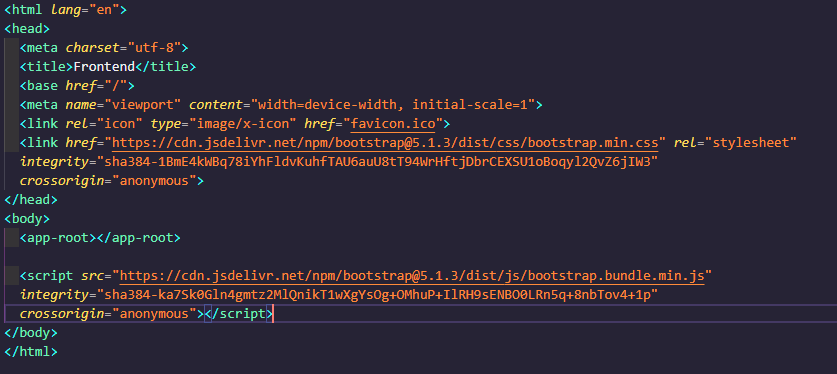 <html lang="en">
<head>
<meta charset="utf-8">
<title>Frontend</title>
<base href="/">
<meta name="viewport" content="width=device-width, initial-scale=1">
<link rel="icon" type="image/x-icon" href="favicon.ico">
<link href="https://cdn.jsdelivr.net/npm/bootstrap@5.1.3/dist/css/bootstrap.min.css" rel="stylesheet"
integrity="sha384-1BmE4kWBq78iYhFldvKuhfTAU6auU8tT94WrHftjDbrCEXSU1oBoqyl2QvZ6jIW3"
crossorigin="anonymous">
</head>
<body>
<app-root></app-root>
<script src="https://cdn.jsdelivr.net/npm/bootstrap@5.1.3/dist/js/bootstrap.bundle.min.js"
integrity="sha384-ka7Sk0Gln4gmtz2MlQnikT1wXgYsOg+OMhuP+IlRH9sENBO0LRn5q+8nbTov4+1p"
crossorigin="anonymous"></script>
</body>
</html>